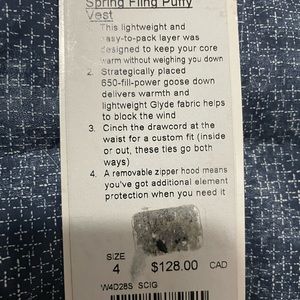 Spring Fling Puffy
Vest
This lightweight and
easy-to-pack layer was
designed to keep your core
warm without weighing you down
2. Strategically placed
650-fill-power goose down
delivers warmth and
lightweight Glyde fabric helps
to block the wind
3. Cinch the drawcord at the
waist for a custom fit (inside
or out, these ties go both
ways)
4. A removable zipper hood means
you've got additional element
protection when you need it
SIZE
4 $128.00 CAD
W4D28S SCIG